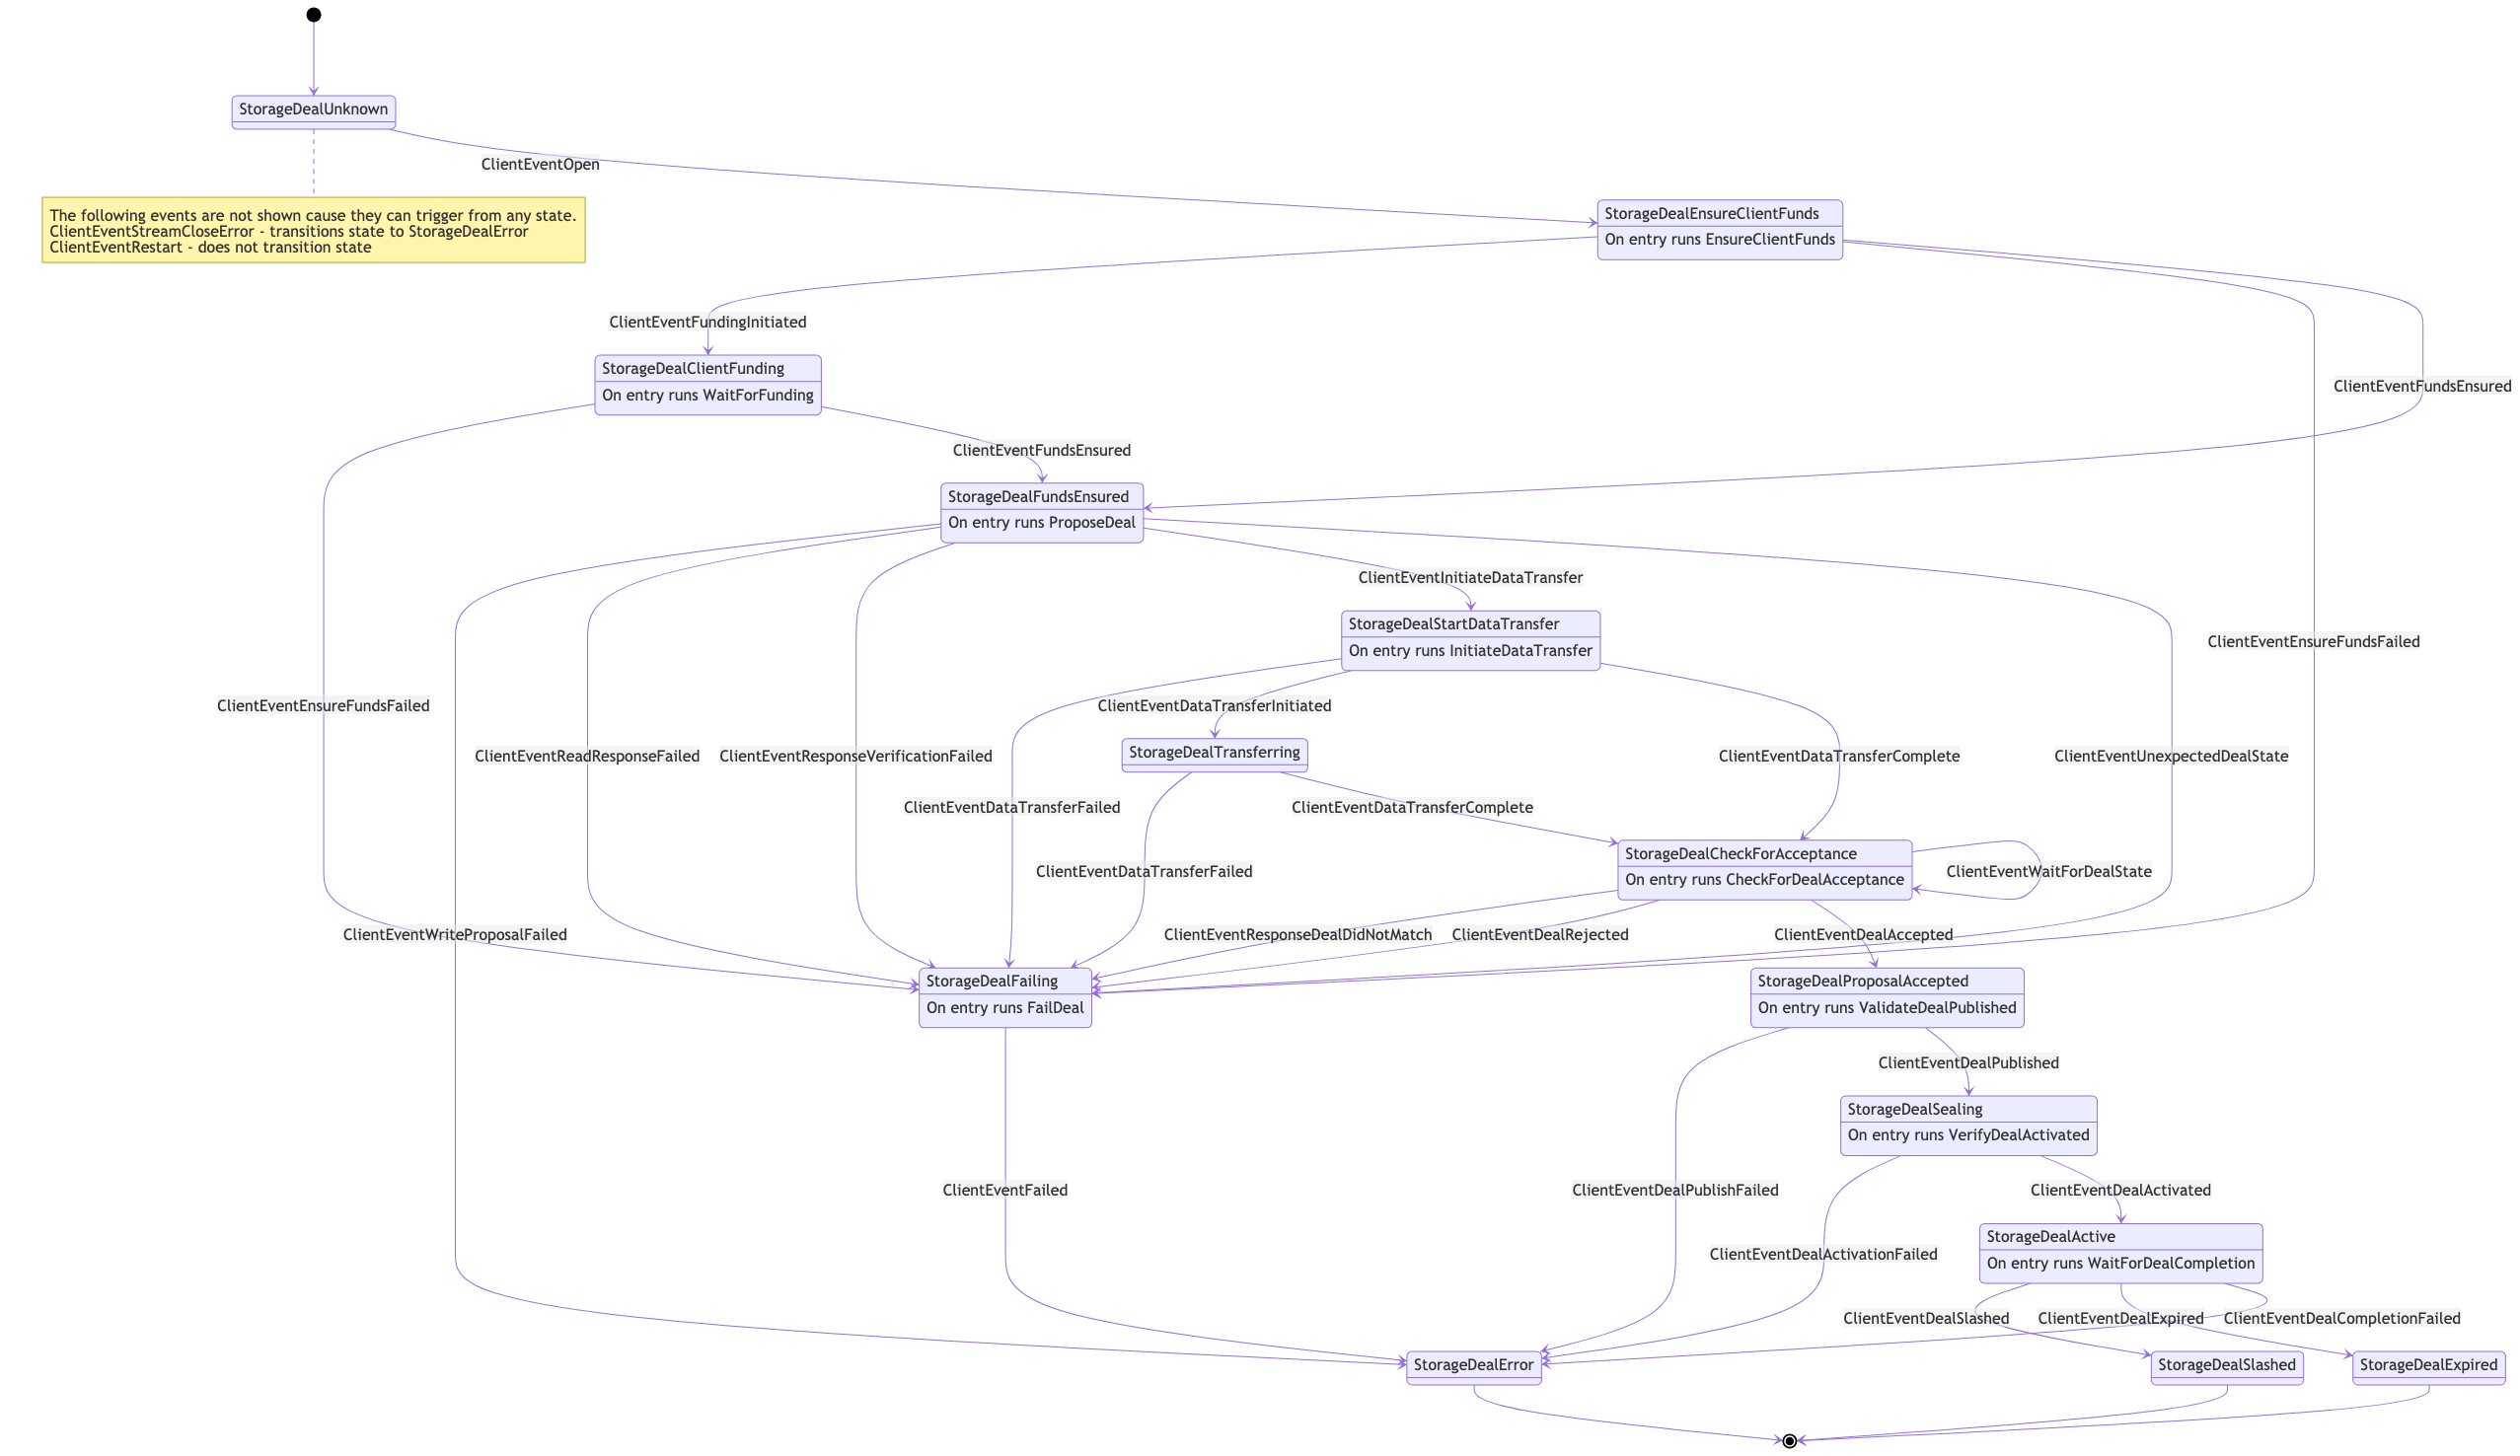 StorageDealUnknown
ClientEventOpen
The following events are not shown cause they can trigger from any state.
ClientEventStreamCloseError - transitions state to StorageDealError
ClientEventRestart - does not transition state
StorageDealEnsureClientFunds
On entry runs EnsureClientFunds
ClientEventFundingInitiated
StorageDealClientFunding
On entry runs WaitForFunding
ClientEventFundsEnsured
ClientEventFundsEnsured
StorageDealFundsEnsured
On entry runs ProposeDeal
ClientEventInitiateDataTransfer
StorageDealStartDataTransfer
On entry runs InitiateDataTransfer
ClientEventEnsureFundsFailed
ClientEventEnsureFundsFailed
ClientEventDataTransferInitiated
StorageDealTransferring
ClientEventReadResponseFailed
ClientEventResponseVerificationFailed
ClientEventDataTransferComplete
ClientEventUnexpectedDealState
ClientEventDataTransferFailed
ClientEventDataTransferComplete
StorageDealCheckForAcceptance
On entry runs CheckForDealAcceptance
ClientEventDataTransferFailed
ClientEventWaitForDealState
ClientEventWriteProposalFailed
ClientEventResponseDealDidNotMatch
ClientEventDealRejected
ClientEventDealAccepted
StorageDealFailing
On entry runs FailDeal
StorageDealProposalAccepted
On entry runs ValidateDealPublished
ClientEventDealPublished
StorageDealSealing
On entry runs VerifyDealActivated
ClientEventFailed
ClientEventDealPublishFailed
ClientEventDealActivated
StorageDealActive
On entry runs WaitForDealCompletion
ClientEventDealActivationFailed
ClientEventDealSlashed
ClientEventDealExpired
ClientEventDealCompletionFailed
StorageDealError
StorageDealSlashed
StorageDealExpired